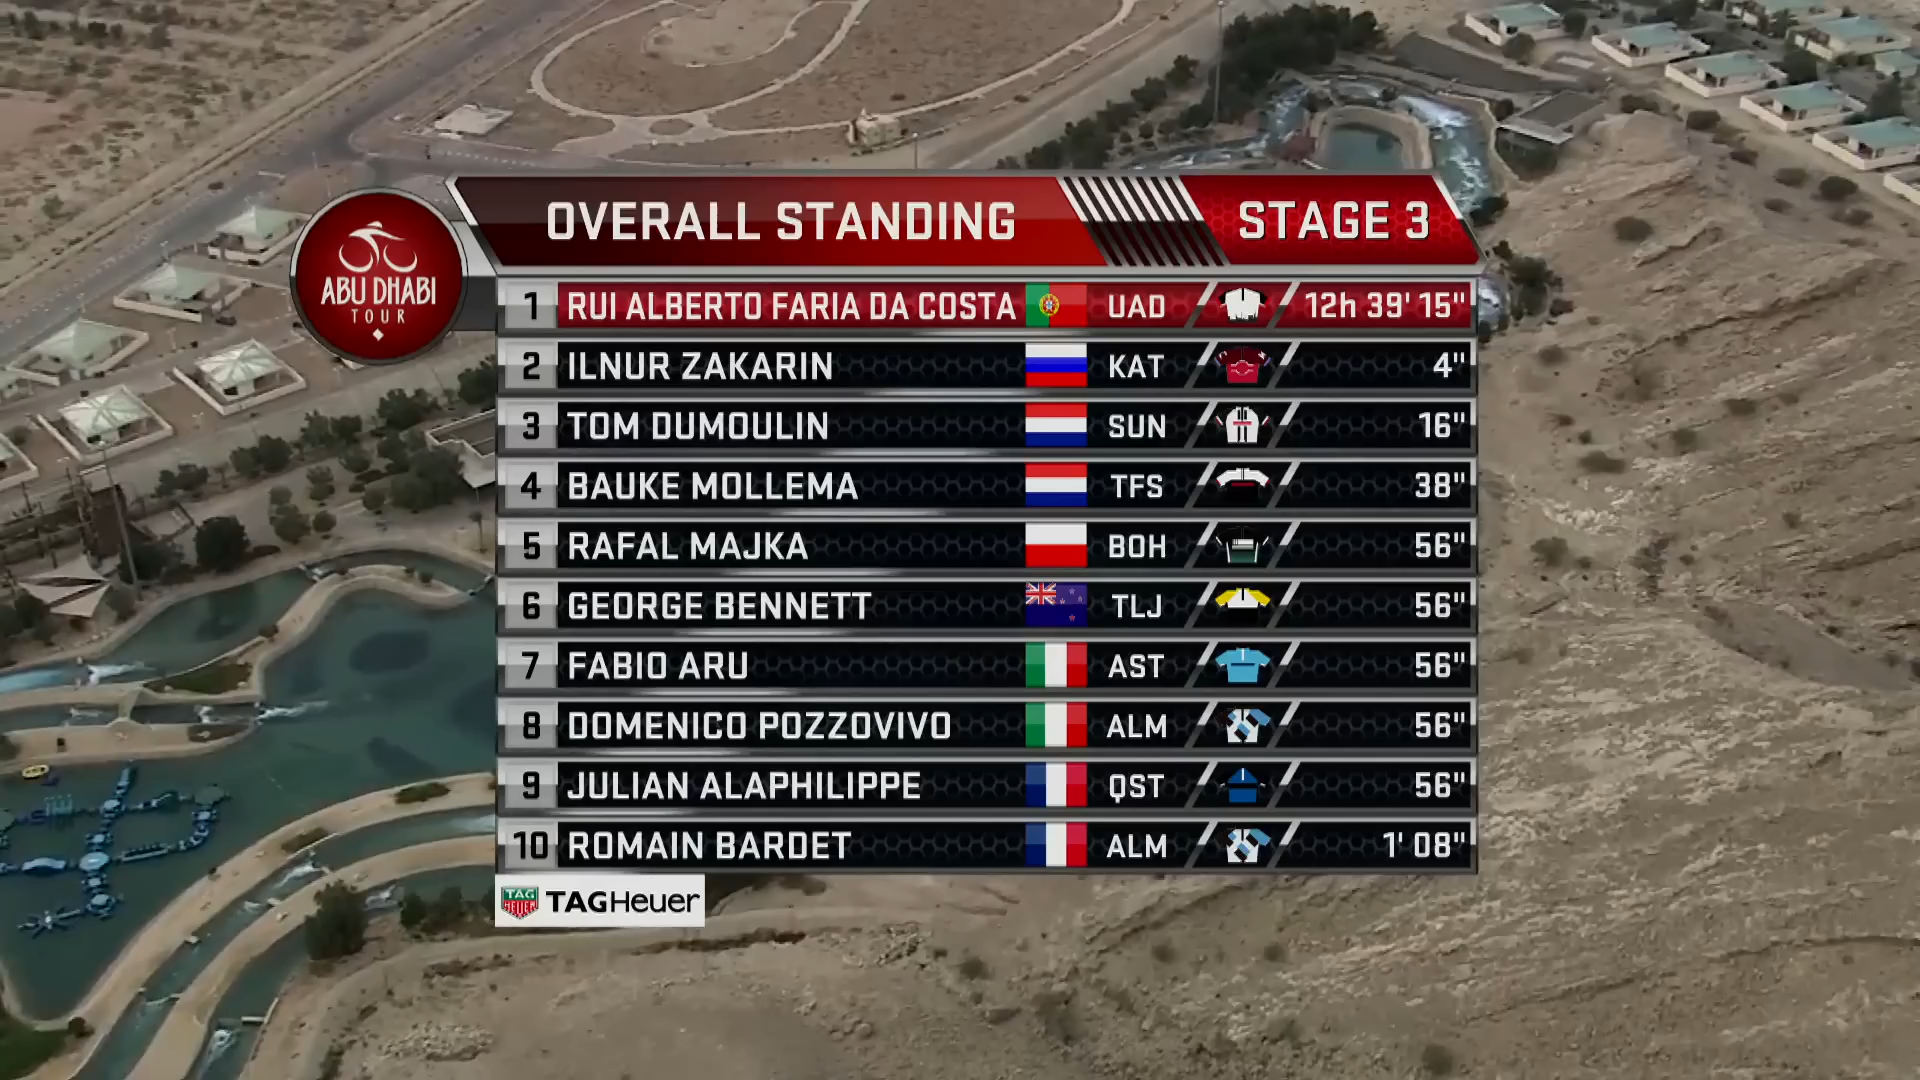 OVERALL STANDING STAGE 3
ABU DHABI
TOUR
1 RUI ALBERTO FARIA DA COSTA UAD 12h 39' 15"
2 ILNUR ZAKARIN KAT 4"
3 TOM DUMOULIN SUN 16"
4 BAUKE MOLLEMA TFS 38"
5 RAFAL MAJKA BOH 56"
6 GEORGE BENNETT TLJ 56"
7 FABIO ARU AST 56"
8 DOMENICO POZZOVIVO ALM 56"
9 JULIAN ALAPHILIPPE QST 56"
10 ROMAIN BARDET ALM 1' 08"
TAG HEUER TAGHeuer